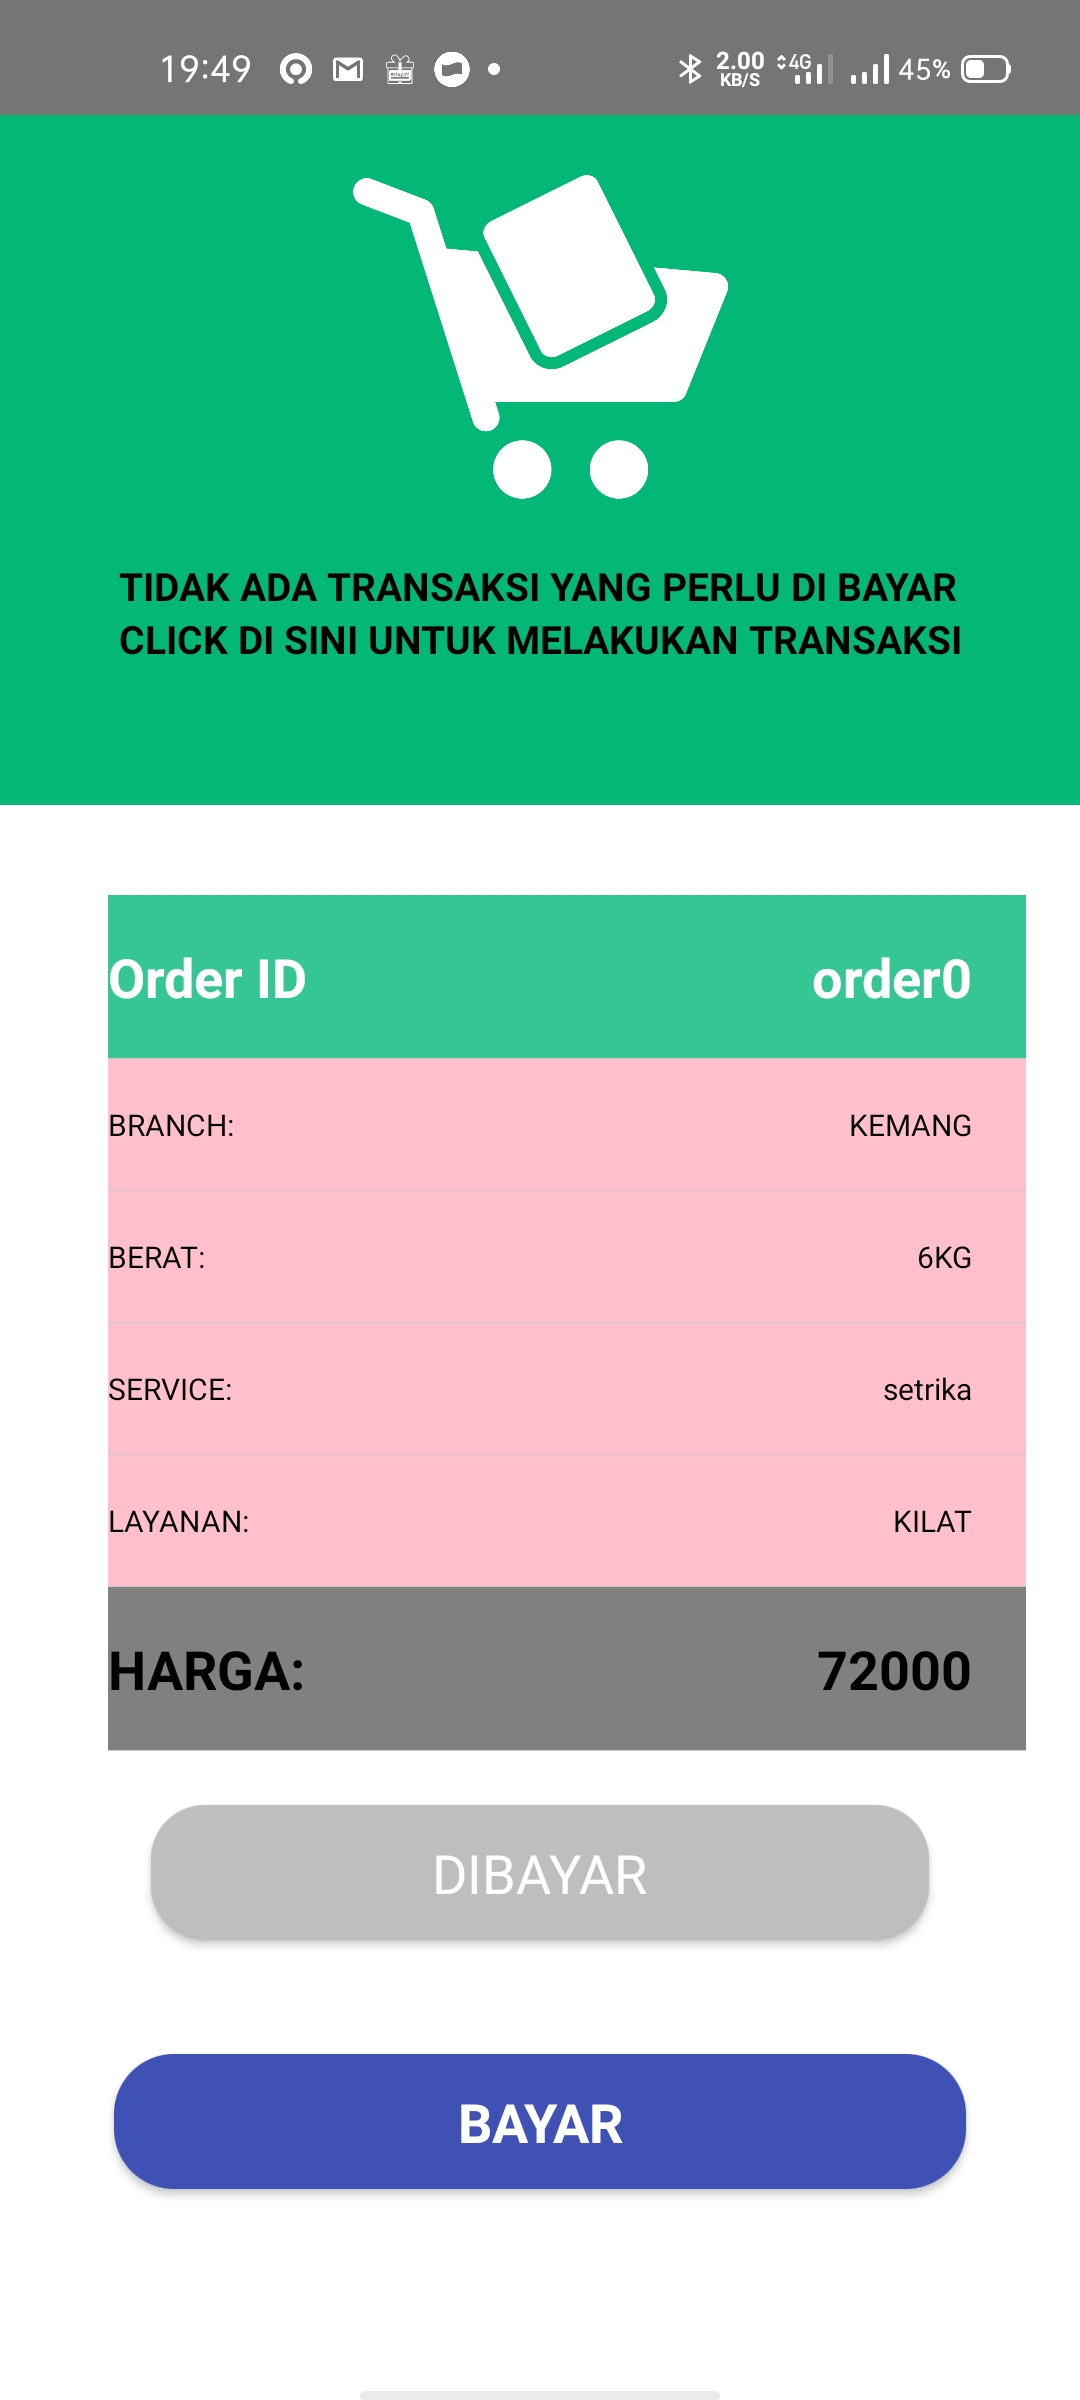 19:49 2.00 KB/S 4G 45%
TIDAK ADA TRANSAKSI YANG PERLU DI BAYAR
CLICK DI SINI UNTUK MELAKUKAN TRANSAKSI
Order ID order0
BRANCH: KEMANG
BERAT: 6KG
SERVICE: setrika
LAYANAN: KILAT
HARGA: 72000
DIBAYAR
BAYAR